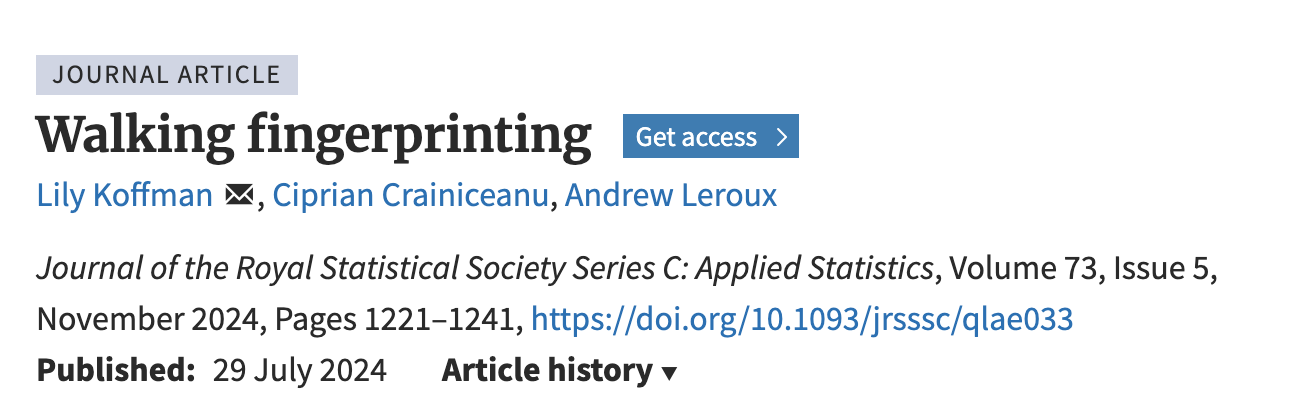 JOURNAL ARTICLE
Walking fingerprinting Get access >
Lily Koffman ✉, Ciprian Crainiceanu, Andrew Leroux
Journal of the Royal Statistical Society Series C: Applied Statistics, Volume 73, Issue 5,
November 2024, Pages 1221–1241, https://doi.org/10.1093/jrsssc/qlae033
Published: 29 July 2024 Article history ▼